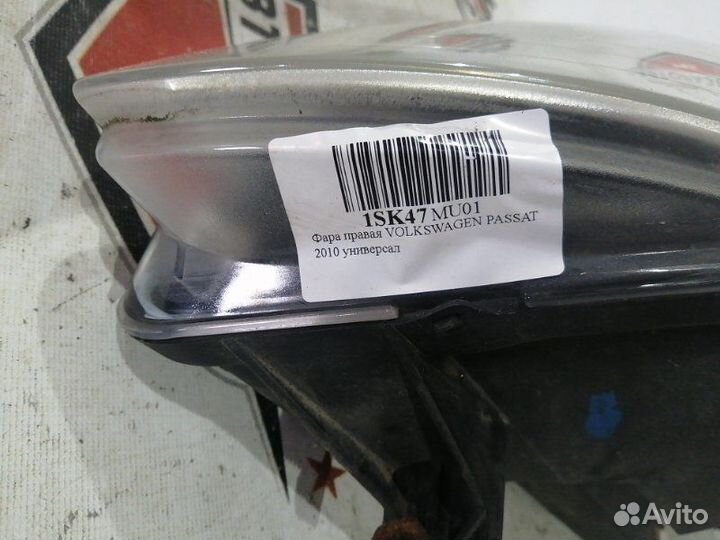 1SK47 MU01
Фара правая VOLKSWAGEN PASSAT
2010 универсал
Avito